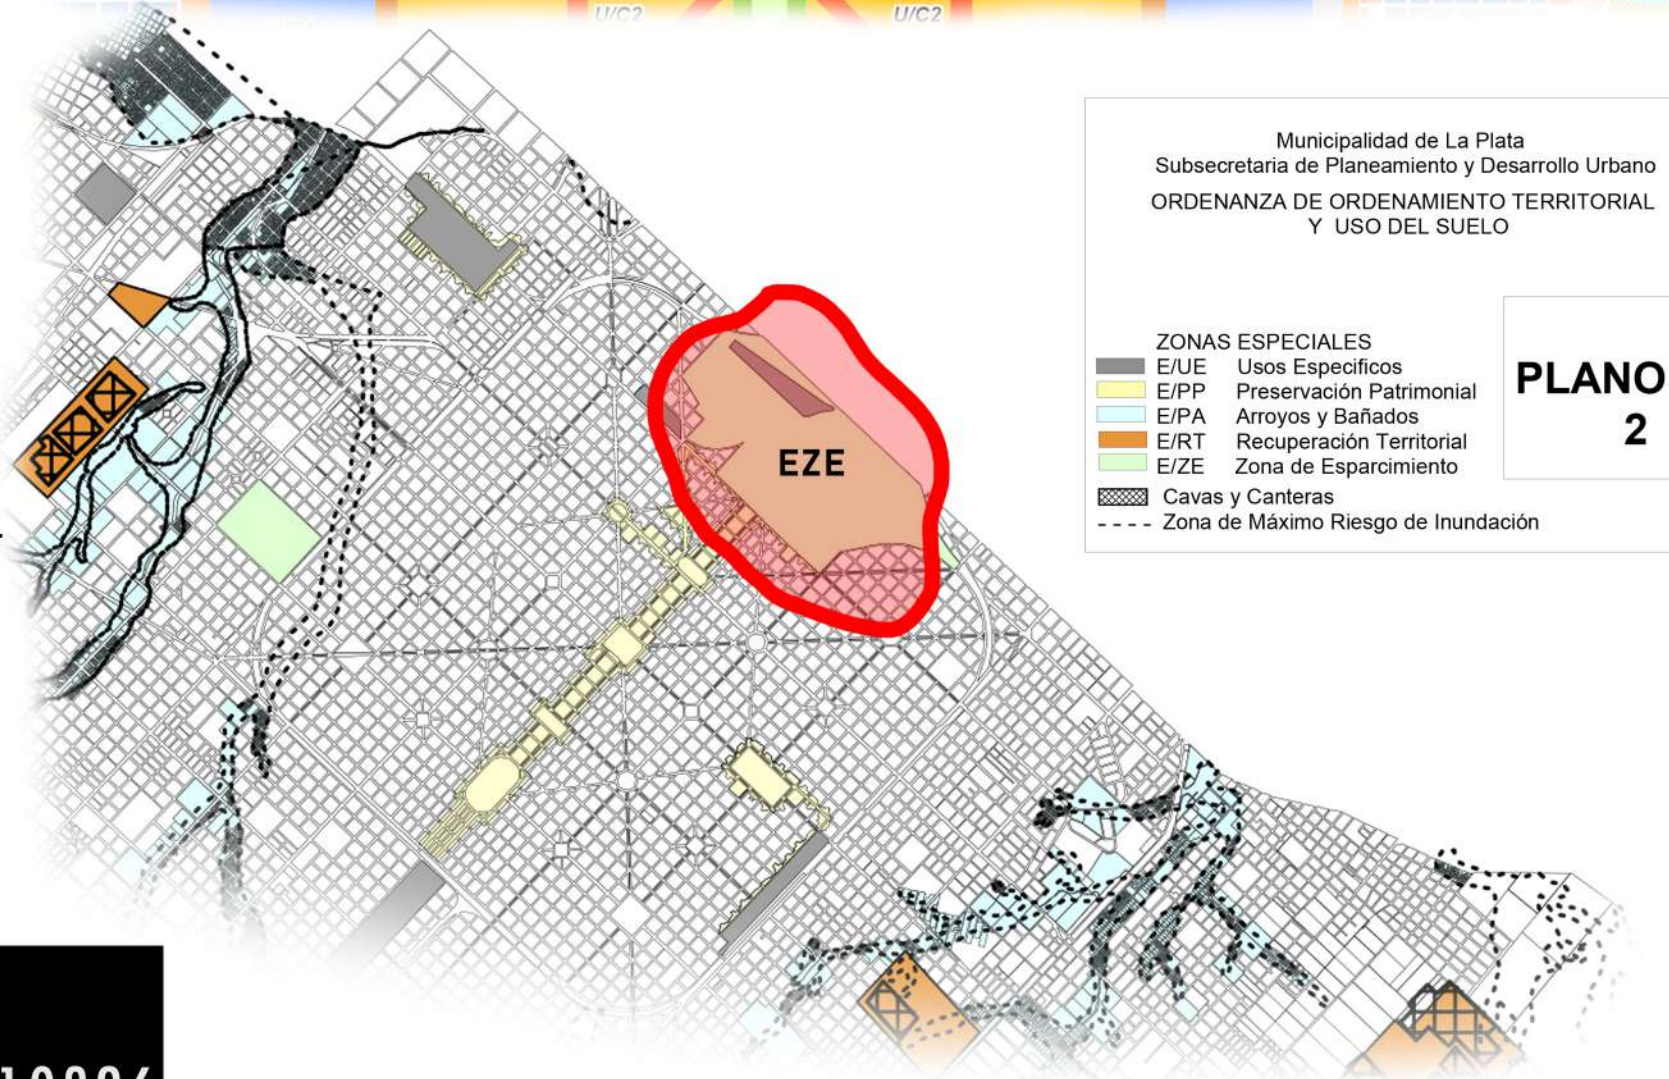 U/C2
U/C2
Municipalidad de La Plata
Subsecretaria de Planeamiento y Desarrollo Urbano
ORDENANZA DE ORDENAMIENTO TERRITORIAL
Y USO DEL SUELO
ZONAS ESPECIALES
E/UE Usos Especificos
E/PP Preservación Patrimonial
E/PA Arroyos y Bañados
E/RT Recuperación Territorial
E/ZE Zona de Esparcimiento
Cavas y Canteras
Zona de Máximo Riesgo de Inundación
PLANO
2
EZE